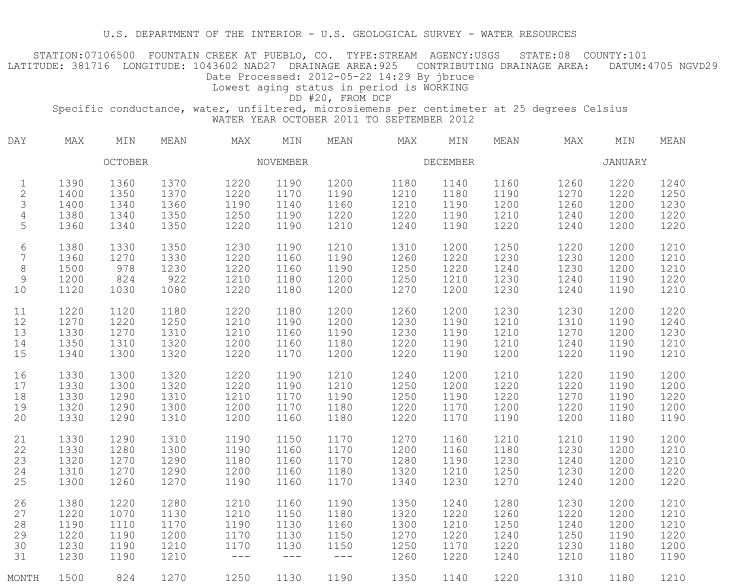 U.S. DEPARTMENT OF THE INTERIOR - U.S. GEOLOGICAL SURVEY - WATER RESOURCES
STATION:07106500 FOUNTAIN CREEK AT PUEBLO, CO. TYPE:STREAM AGENCY:USGS STATE:08 COUNTY:101
LATITUDE: 381716 LONGITUDE: 1043602 NAD27 DRAINAGE AREA:925 CONTRIBUTING DRAINAGE AREA: DATUM:4705 NGVD29
Date Processed: 2012-05-22 14:29 By jbruce
Lowest aging status in period is WORKING
DD #20, FROM DCP
Specific conductance, water, unfiltered, microsiemens per centimeter at 25 degrees Celsius
WATER YEAR OCTOBER 2011 TO SEPTEMBER 2012
DAY MAX MIN MEAN MAX MIN MEAN MAX MIN MEAN MAX MIN MEAN
OCTOBER NOVEMBER DECEMBER JANUARY
1 1390 1360 1370 1220 1190 1200 1180 1140 1160 1260 1220 1240
2 1400 1350 1370 1220 1170 1190 1210 1180 1190 1270 1220 1250
3 1400 1340 1360 1190 1140 1160 1210 1190 1200 1260 1200 1230
4 1380 1340 1350 1250 1190 1220 1220 1190 1210 1240 1200 1220
5 1360 1340 1350 1220 1190 1210 1240 1190 1220 1240 1200 1220
6 1380 1330 1350 1230 1190 1210 1310 1200 1250 1220 1200 1210
7 1360 1270 1330 1220 1160 1190 1260 1220 1230 1230 1200 1210
8 1500 978 1230 1220 1160 1190 1250 1220 1240 1230 1200 1210
9 1200 824 922 1210 1180 1200 1250 1210 1230 1240 1190 1220
10 1120 1030 1080 1220 1180 1200 1270 1200 1230 1240 1190 1210
11 1220 1120 1180 1220 1180 1200 1260 1200 1230 1230 1200 1220
12 1270 1220 1250 1210 1190 1200 1230 1190 1210 1310 1190 1240
13 1330 1270 1310 1210 1160 1190 1230 1190 1210 1270 1200 1230
14 1350 1310 1320 1200 1160 1180 1220 1190 1210 1240 1190 1220
15 1340 1300 1320 1220 1170 1200 1220 1190 1200 1220 1190 1210
16 1330 1300 1320 1220 1190 1210 1240 1200 1210 1220 1190 1200
17 1330 1300 1320 1220 1190 1210 1250 1200 1220 1220 1190 1200
18 1330 1290 1310 1210 1170 1190 1250 1190 1220 1270 1190 1220
19 1320 1290 1300 1200 1170 1180 1220 1170 1200 1220 1190 1200
20 1330 1290 1310 1200 1160 1180 1220 1170 1190 1200 1180 1190
21 1330 1290 1310 1190 1150 1170 1270 1160 1210 1210 1190 1200
22 1330 1280 1300 1190 1160 1170 1200 1160 1180 1230 1190 1200
23 1320 1270 1290 1180 1160 1170 1280 1190 1230 1240 1200 1210
24 1310 1270 1290 1200 1160 1180 1320 1210 1250 1230 1200 1220
25 1300 1260 1270 1190 1160 1170 1340 1230 1270 1240 1200 1220
26 1380 1220 1280 1210 1160 1190 1350 1240 1280 1230 1200 1210
27 1220 1070 1130 1210 1150 1180 1320 1220 1260 1220 1200 1210
28 1190 1110 1170 1190 1130 1160 1300 1210 1250 1240 1200 1210
29 1220 1190 1200 1170 1130 1150 1270 1220 1240 1250 1190 1220
30 1230 1190 1210 1170 1130 1150 1250 1170 1220 1230 1180 1200
31 1230 1190 1210 --- --- --- 1260 1220 1240 1210 1180 1190
MONTH 1500 824 1270 1250 1130 1190 1350 1140 1220 1310 1180 1210